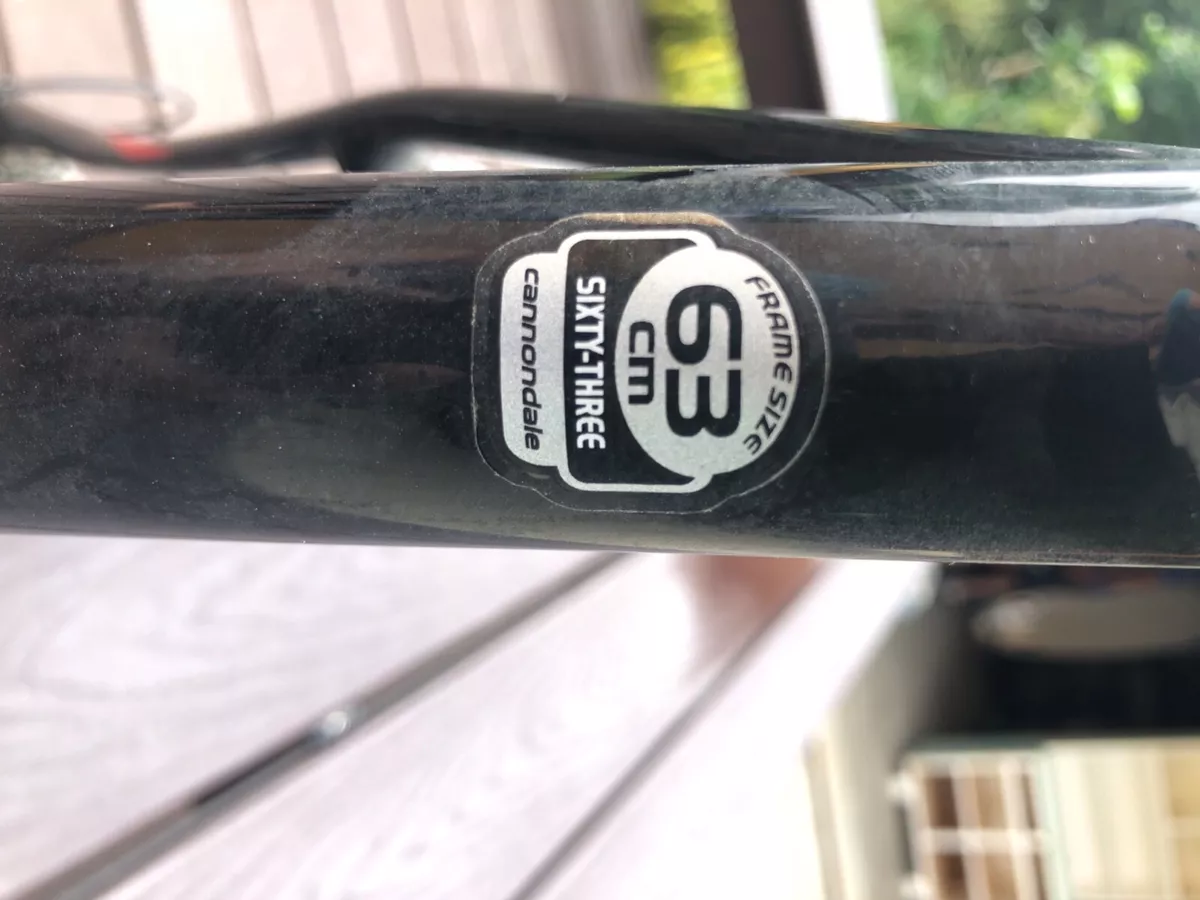 FRAME SIZE
63
cm
SIXTY-THREE
cannondale